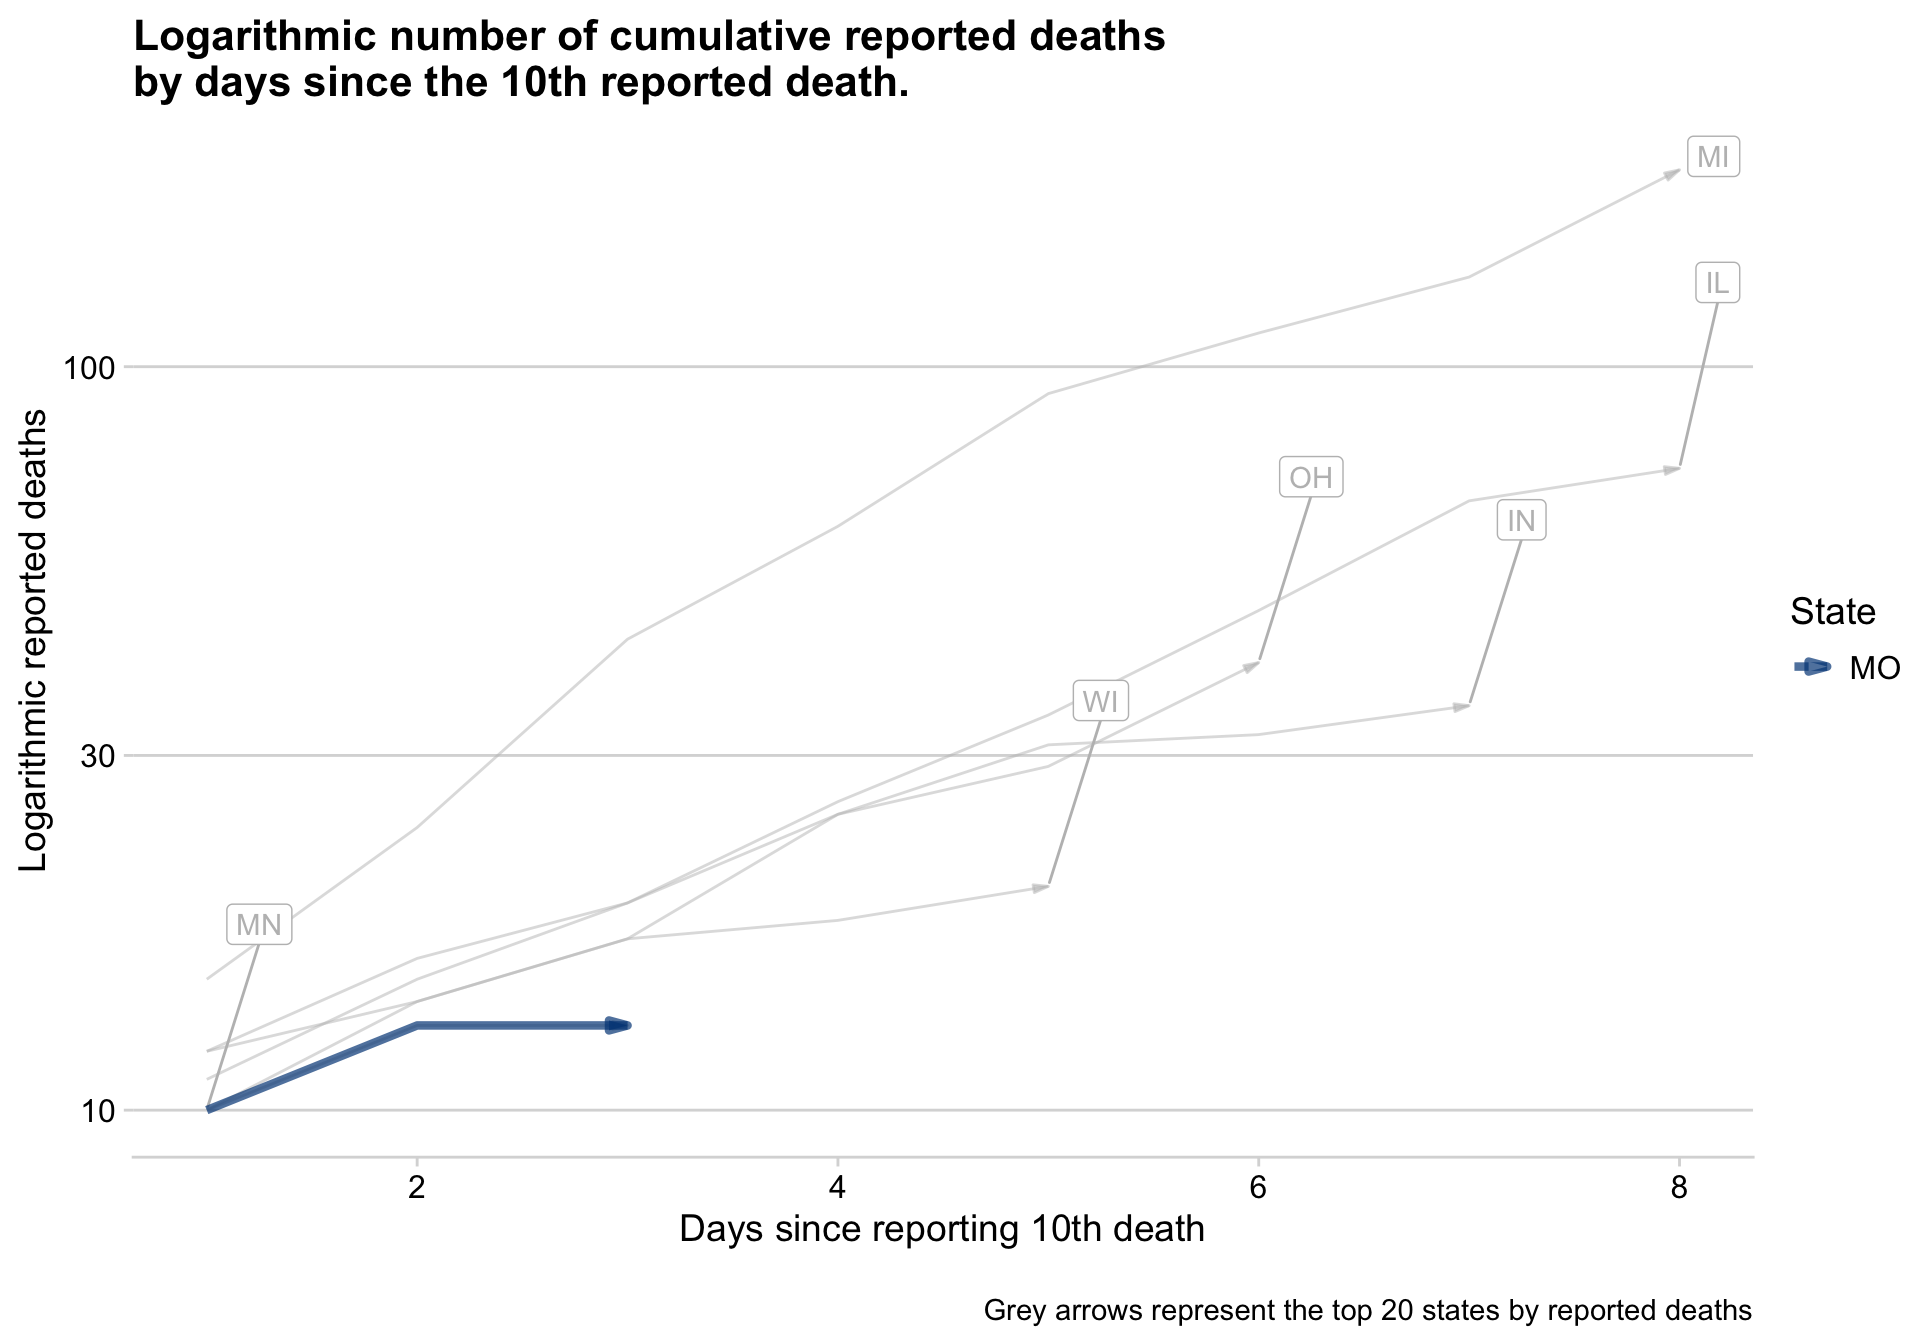 Logarithmic number of cumulative reported deaths
by days since the 10th reported death.
MI
IL
100
OH
IN
Logarithmic reported deaths
State
MO
WI
30
MN
10
2 4 6 8
Days since reporting 10th death
Grey arrows represent the top 20 states by reported deaths